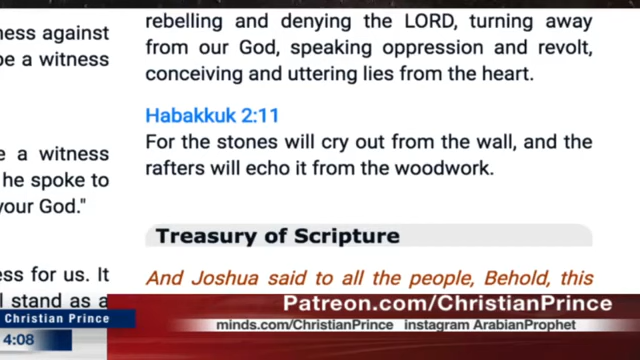 ness against
be a witness
e a witness
he spoke to
your God."
ess for us. It
l stand as a
rebelling and denying the LORD, turning away
from our God, speaking oppression and revolt,
conceiving and uttering lies from the heart.
Habakkuk 2:11
For the stones will cry out from the wall, and the
rafters will echo it from the woodwork.
Treasury of Scripture
And Joshua said to all the people, Behold, this
Patreon.com/ChristianPrince
Christian Prince
minds.com/ChristianPrince instagram ArabianProphet
4:08